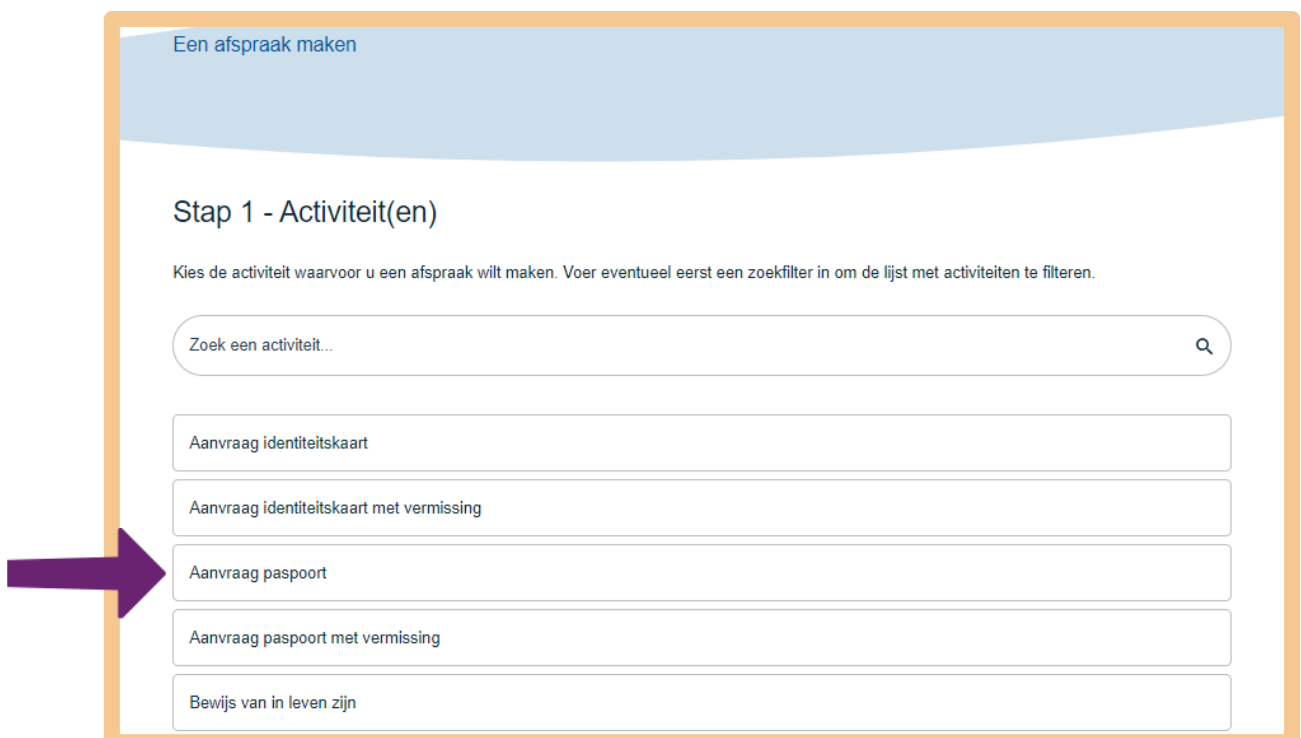 Een afspraak maken
Stap 1 - Activiteit(en)
Kies de activiteit waarvoor u een afspraak wilt maken. Voer eventueel eerst een zoekfilter in om de lijst met activiteiten te filteren.
Zoek een activiteit...
Aanvraag identiteitskaart
Aanvraag identiteitskaart met vermissing
Aanvraag paspoort
Aanvraag paspoort met vermissing
Bewijs van in leven zijn